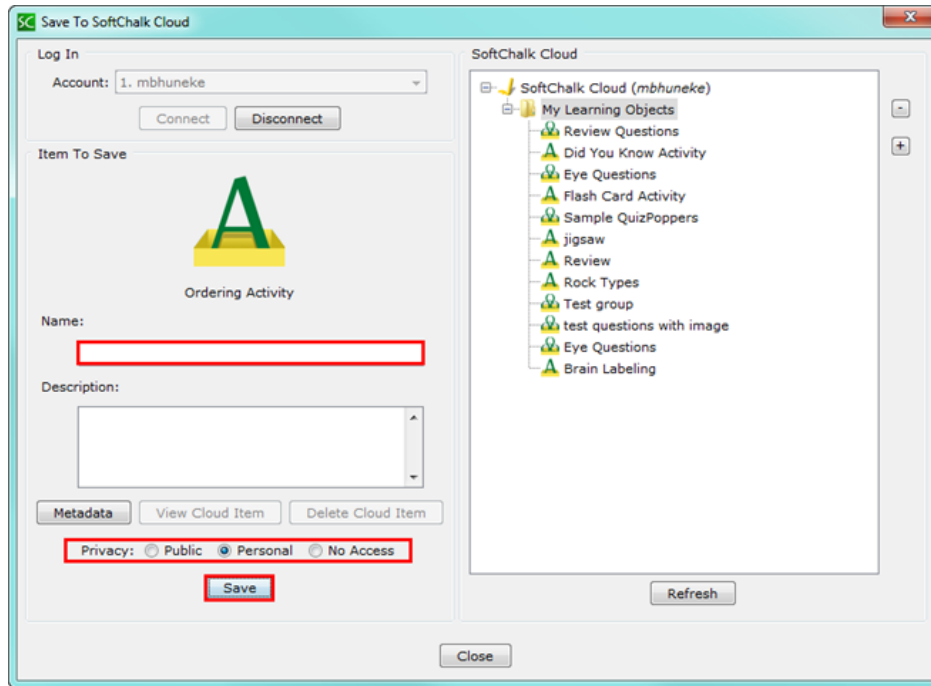 SC Save To SoftChalk Cloud
Log In
Account: 1. mbhuneke
Connect Disconnect
Item To Save
A
Ordering Activity
Name:
Description:
Metadata View Cloud Item Delete Cloud Item
Privacy: Public Personal No Access
Save
SoftChalk Cloud
SoftChalk Cloud (mbhuneke)
My Learning Objects
Review Questions
A Did You Know Activity
Eye Questions
A Flash Card Activity
Sample QuizPoppers
A jigsaw
A Review
A Rock Types
Test group
test questions with image
Eye Questions
A Brain Labeling
-
+
Refresh
Close